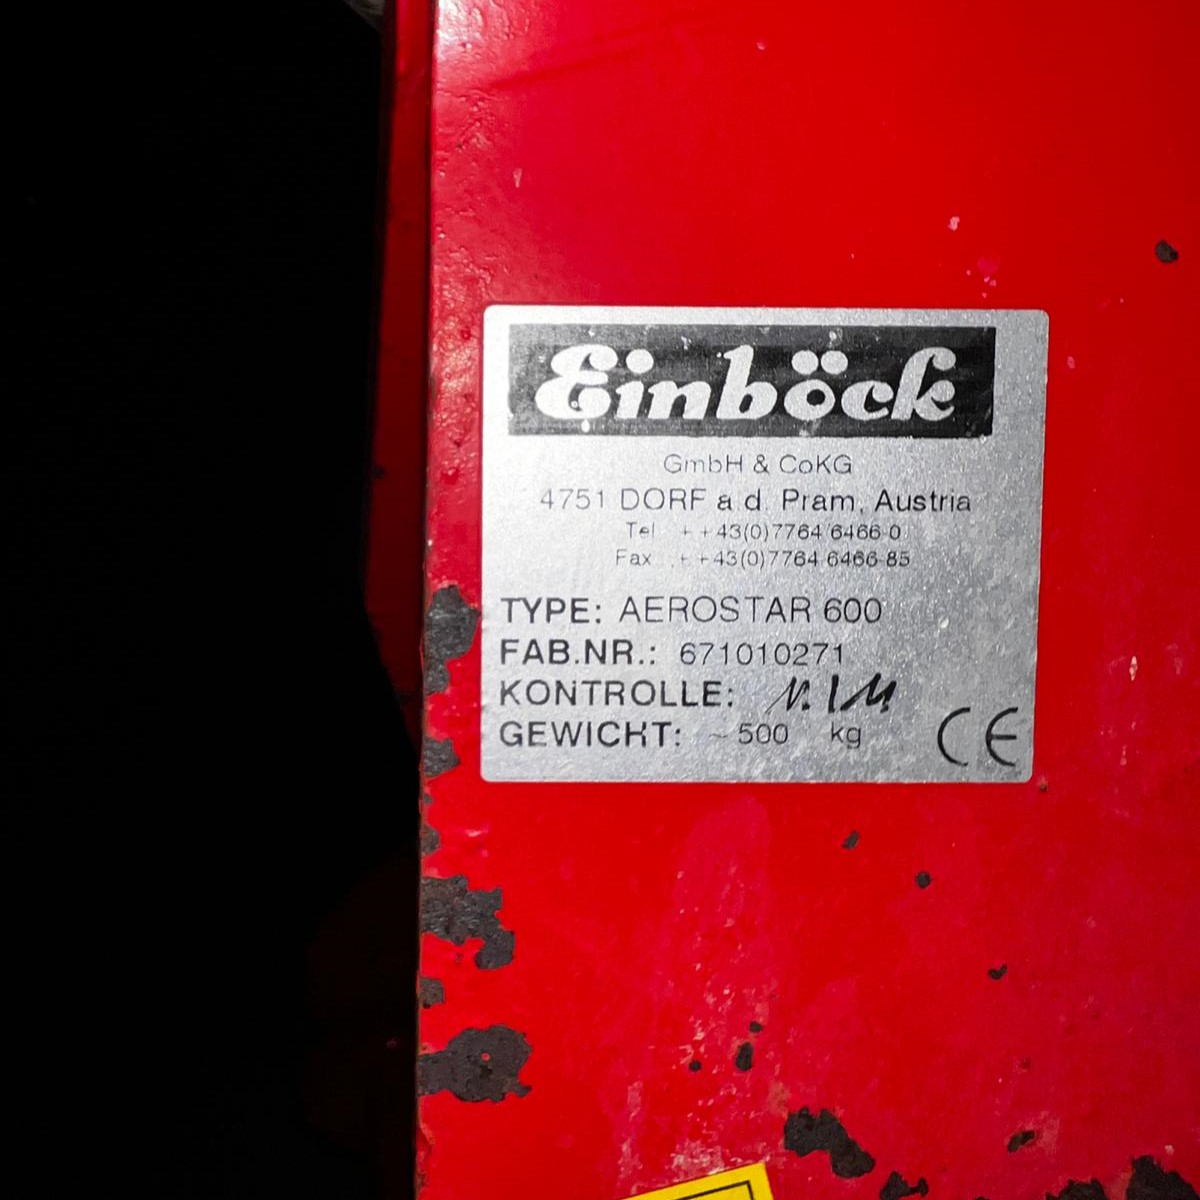 Einböck
GmbH & CoKG
4751 DORF a.d. Pram, Austria
Tel. ++43(0)7764/6466-0
Fax ++43(0)7764 6466-85
TYPE: AEROSTAR 600
FAB.NR.: 671010271
KONTROLLE:
GEWICHT: ~ 500 kg
CE